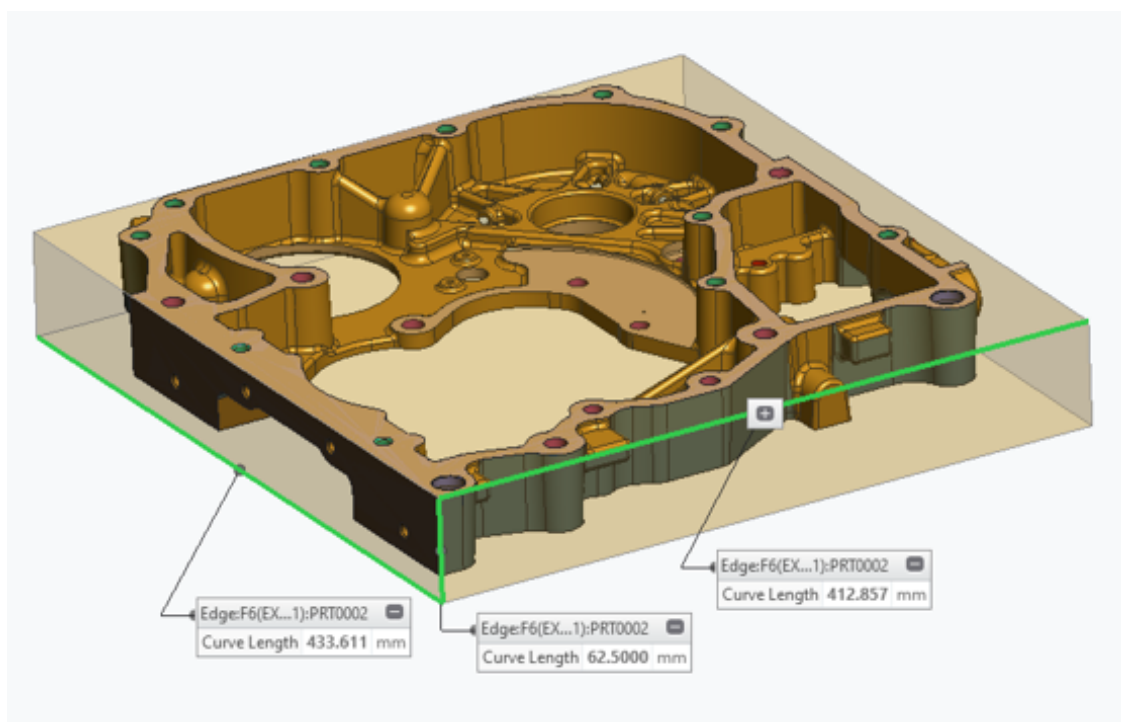 Edge:F6(EX...1):PRT0002
Curve Length 412.857 mm
Edge:F6(EX...1):PRT0002
Curve Length 433.611 mm
Edge:F6(EX...1):PRT0002
Curve Length 62.5000 mm